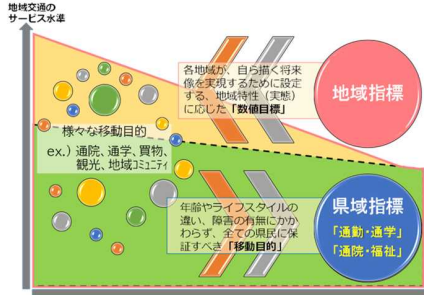 地域交通の
サービス水準
各地域が、自ら描く将来
像を実現するために設定
する、地域特性（実態）
に応じた「数値目標」
地域指標
様々な移動目的
ex.）通院、通学、買物、
観光、地域コミュニティ
年齢やライフスタイルの
違い、障害の有無にかか
わらず、全ての県民に保
証すべき「移動目的」
県域指標
「通勤・通学」
「通院・福祉」